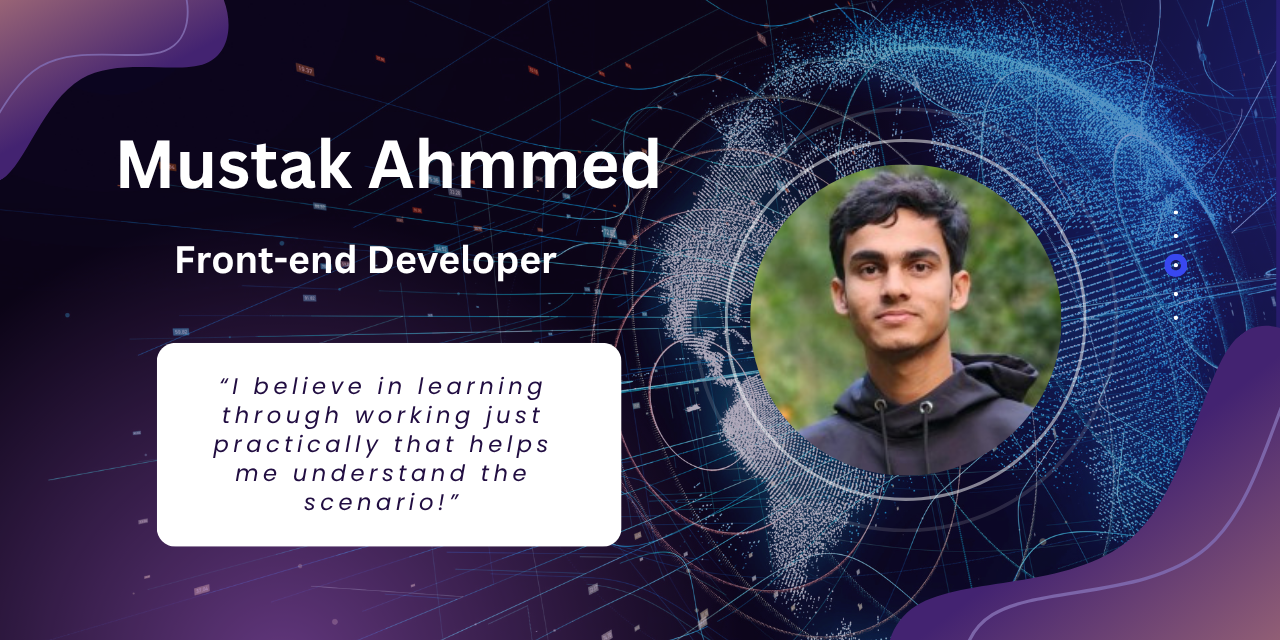 Mustak Ahmmed
Front-end Developer
“I believe in learning
through working just
practically that helps
me understand the
scenario!”